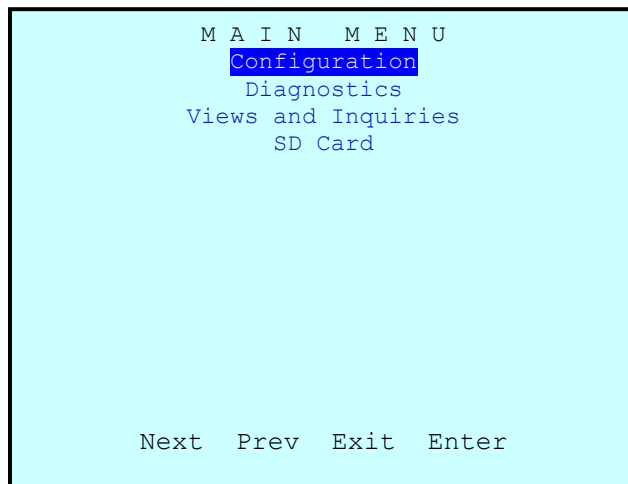 M A I N   M E N U
Configuration
Diagnostics
Views and Inquiries
SD Card
Next Prev Exit Enter